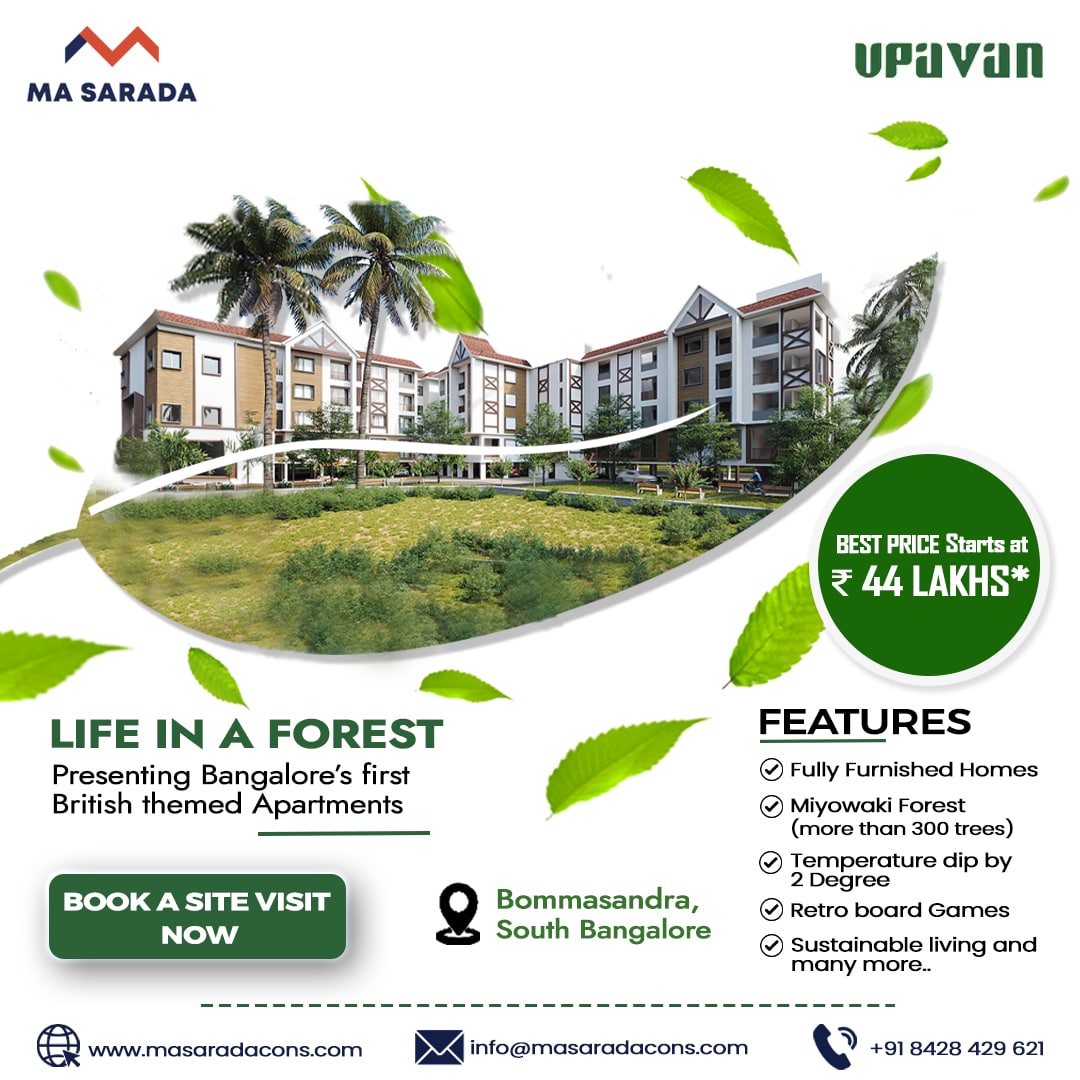 MA SARADA
UPAVAN
BEST PRICE Starts at
₹ 44 LAKHS*
LIFE IN A FOREST
Presenting Bangalore's first
British themed Apartments
BOOK A SITE VISIT
NOW
Bommasandra,
South Bangalore
FEATURES
Fully Furnished Homes
Miyowaki Forest
(more than 300 trees)
Temperature dip by
2 Degree
Retro board Games
Sustainable living and
many more..
www.masaradacons.com
info@masaradacons.com
+91 8428 429 621